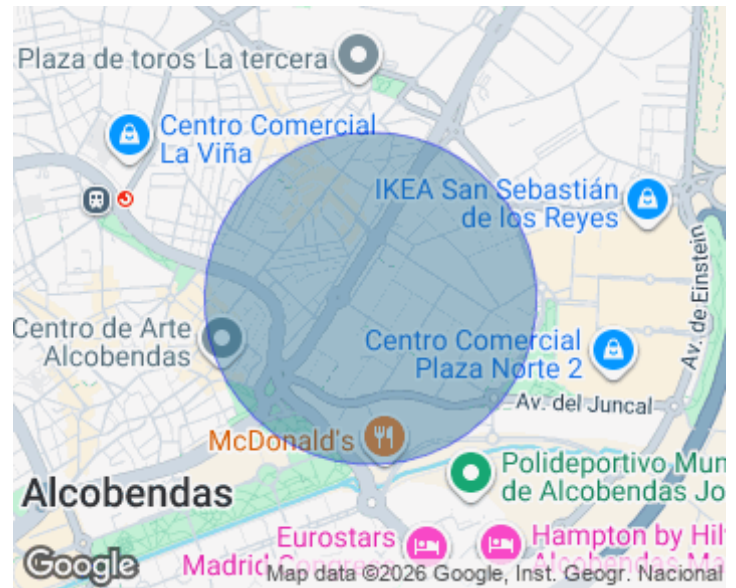 Plaza de toros La tercera
Centro Comercial
La Viña
IKEA San Sebastián
de los Reyes
Av. de Einstein
Centro de Arte
Alcobendas
Centro Comercial
Plaza Norte 2
Av. del Juncal
McDonald's
Polideportivo Mun
de Alcobendas Jo
Alcobendas
Eurostars
Madrid
Hampton by Hil
Google
Map data ©2026 Google, Inst. Geogr. Nacional